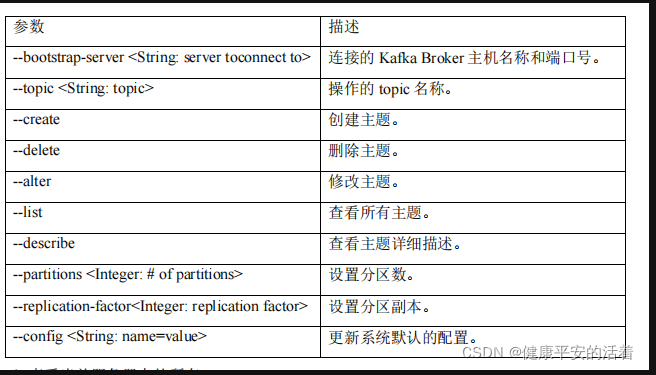 参数 描述
--bootstrap-server <String: server toconnect to> 连接的 Kafka Broker 主机名称和端口号。
--topic <String: topic> 操作的 topic 名称。
--create 创建主题。
--delete 删除主题。
--alter 修改主题。
--list 查看所有主题。
--describe 查看主题详细描述。
--partitions <Integer: # of partitions> 设置分区数。
--replication-factor<Integer: replication factor> 设置分区副本。
--config <String: name=value> 更新系统默认的配置。
CSDN @健康平安的活着